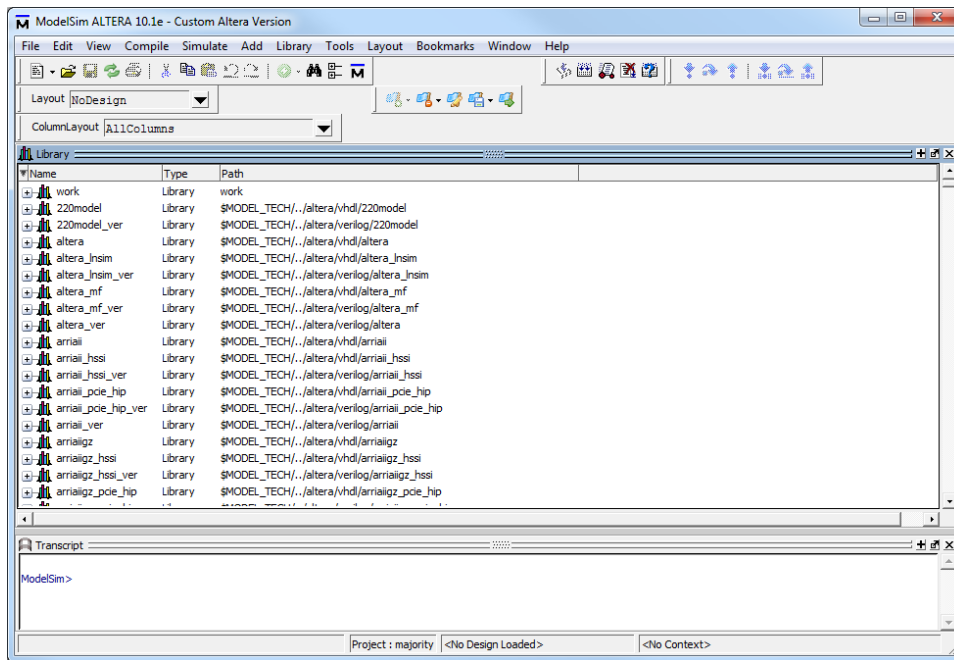 ModelSim ALTERA 10.1e - Custom Altera Version
File Edit View Compile Simulate Add Library Tools Layout Bookmarks Window Help
Layout NoDesign
ColumnLayout AllColumns
Library
Name Type Path
work Library work
220model Library $MODEL_TECH/../altera/vhdl/220model
220model_ver Library $MODEL_TECH/../altera/verilog/220model
altera Library $MODEL_TECH/../altera/vhdl/altera
altera_lnsim Library $MODEL_TECH/../altera/vhdl/altera_lnsim
altera_lnsim_ver Library $MODEL_TECH/../altera/verilog/altera_lnsim
altera_mf Library $MODEL_TECH/../altera/vhdl/altera_mf
altera_mf_ver Library $MODEL_TECH/../altera/verilog/altera_mf
altera_ver Library $MODEL_TECH/../altera/verilog/altera
arriaii Library $MODEL_TECH/../altera/vhdl/arriaii
arriaii_hssi Library $MODEL_TECH/../altera/vhdl/arriaii_hssi
arriaii_hssi_ver Library $MODEL_TECH/../altera/verilog/arriaii_hssi
arriaii_pcie_hip Library $MODEL_TECH/../altera/vhdl/arriaii_pcie_hip
arriaii_pcie_hip_ver Library $MODEL_TECH/../altera/verilog/arriaii_pcie_hip
arriaii_ver Library $MODEL_TECH/../altera/verilog/arriaii
arriaiigz Library $MODEL_TECH/../altera/vhdl/arriaiigz
arriaiigz_hssi Library $MODEL_TECH/../altera/vhdl/arriaiigz_hssi
arriaiigz_hssi_ver Library $MODEL_TECH/../altera/verilog/arriaiigz_hssi
arriaiigz_pcie_hip Library $MODEL_TECH/../altera/vhdl/arriaiigz_pcie_hip
Transcript
ModelSim>
Project : majority <No Design Loaded> <No Context>